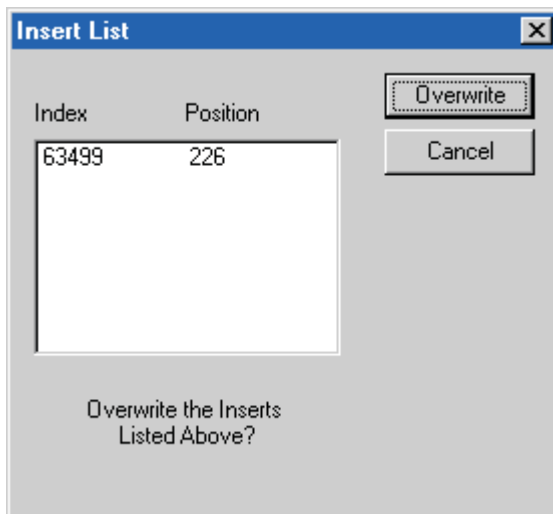 Insert List
Overwrite
Index Position
Cancel
63499 226
Overwrite the Inserts
Listed Above?